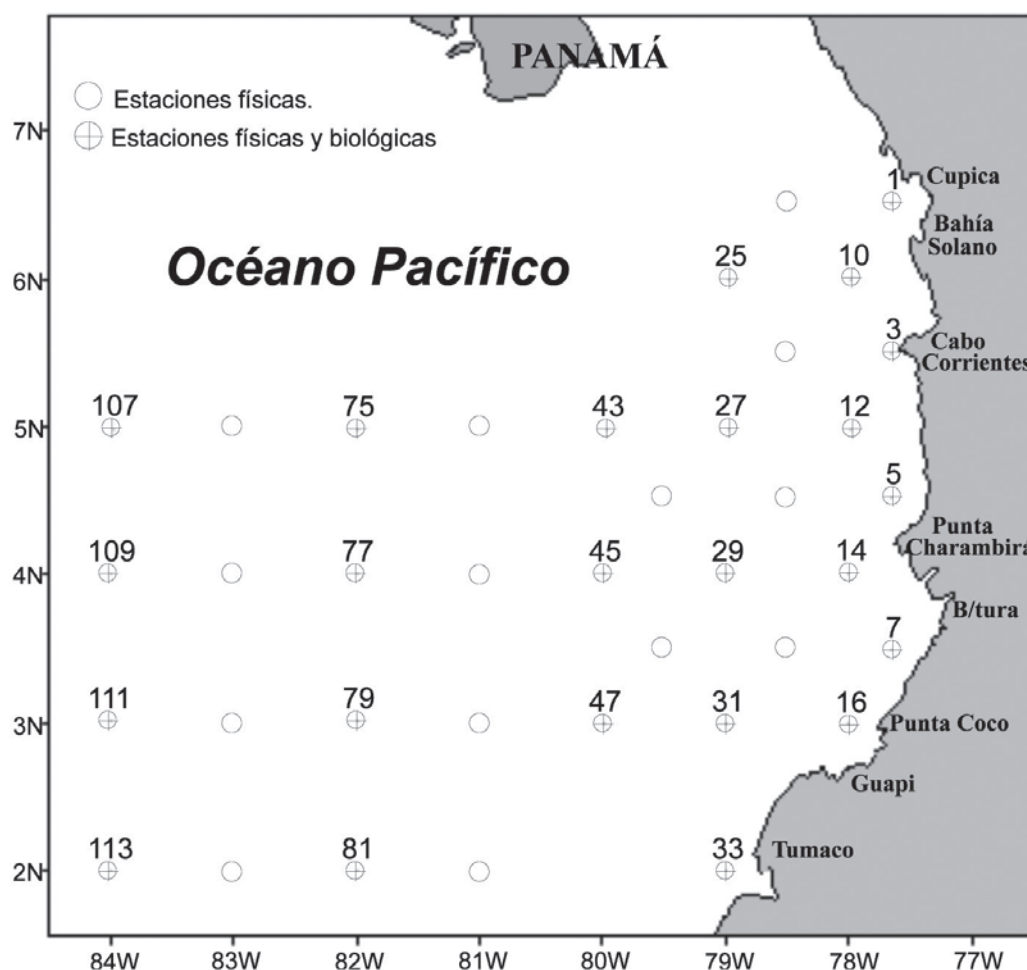 PANAMÁ
Estaciones físicas.
Estaciones físicas y biológicas
7N
1
Cupica
Bahía
Solano
Océano Pacífico
25
10
6N
3
Cabo
Corrientes
107
75
43
27
12
5N
5
Punta
Charambirá
109
77
45
29
14
4N
B/tura
7
111
79
47
31
16
3N
Punta Coco
Guapi
113
81
33
Tumaco
2N
84W
83W
82W
81W
80W
79W
78W
77W